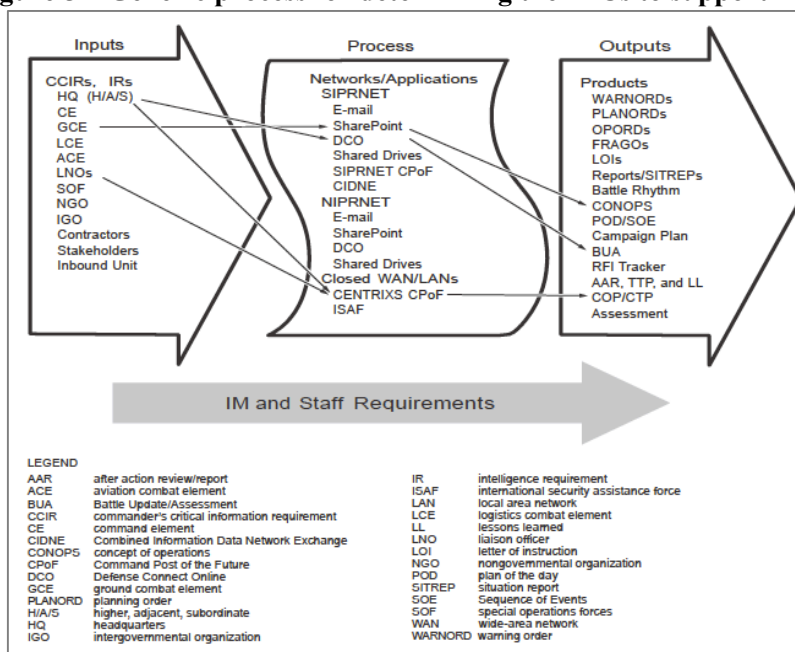 Inputs
Process
Outputs
CCIRs, IRs
HQ (H/A/S)
CE
GCE
LCE
ACE
LNOs
SOF
NGO
IGO
Contractors
Stakeholders
Inbound Unit
Networks/Applications
SIPRNET
E-mail
SharePoint
DCO
Shared Drives
SIPRNET CPoF
CIDNE
NIPRNET
E-mail
SharePoint
DCO
Shared Drives
Closed WAN/LANs
CENTRIXS CPoF
ISAF
Products
WARNORDs
PLANORDs
OPORDs
FRAGOs
LOIs
Reports/SITREPs
Battle Rhythm
CONOPS
POD/SOE
Campaign Plan
BUA
RFI Tracker
AAR, TTP, and LL
COP/CTP
Assessment
IM and Staff Requirements
LEGEND
AAR after action review/report
ACE aviation combat element
BUA Battle Update/Assessment
CCIR commander's critical information requirement
CE command element
CIDNE Combined Information Data Network Exchange
CONOPS concept of operations
CPoF Command Post of the Future
DCO Defense Connect Online
GCE ground combat element
PLANORD planning order
H/A/S higher, adjacent, subordinate
HQ headquarters
IGO intergovernmental organization
IR intelligence requirement
ISAF international security assistance force
LAN local area network
LCE logistics combat element
LL lessons learned
LNO liaison officer
LOI letter of instruction
NGO nongovernmental organization
POD plan of the day
SITREP situation report
SOE Sequence of Events
SOF special operations forces
WAN wide-area network
WARNORD warning order